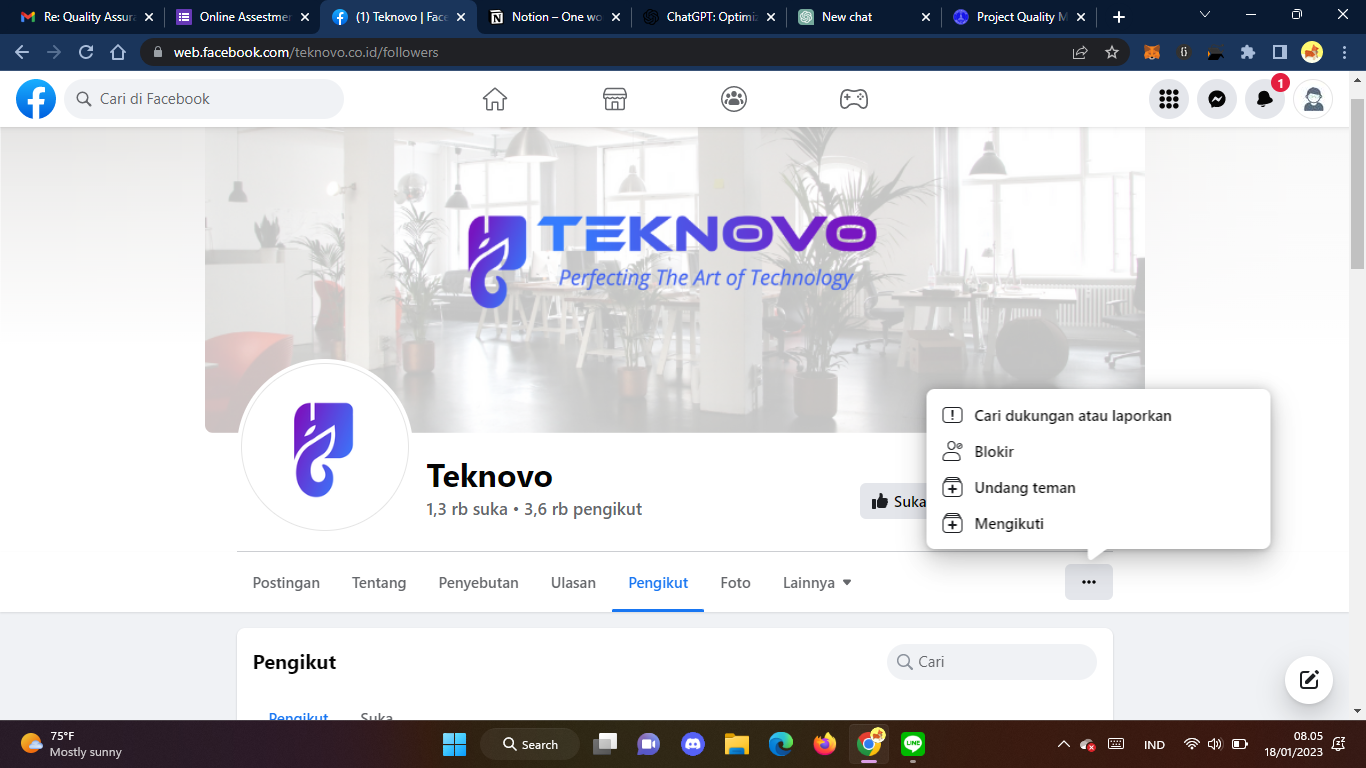 Re: Quality Assura
Online Assestmen
(1) Teknovo | Fac
Notion – One wo
ChatGPT: Optimiz
New chat
Project Quality M
web.facebook.com/teknovo.co.id/followers
Cari di Facebook
1
TEKNOVO
Perfecting The Art of Technology
Cari dukungan atau laporkan
Blokir
Undang teman
Mengikuti
Teknovo
1,3 rb suka • 3,6 rb pengikut
Suka
Postingan Tentang Penyebutan Ulasan Pengikut Foto Lainnya
Pengikut
Cari
Pengikut Suka
75°F
Mostly sunny
Search
IND
08.05
18/01/2023